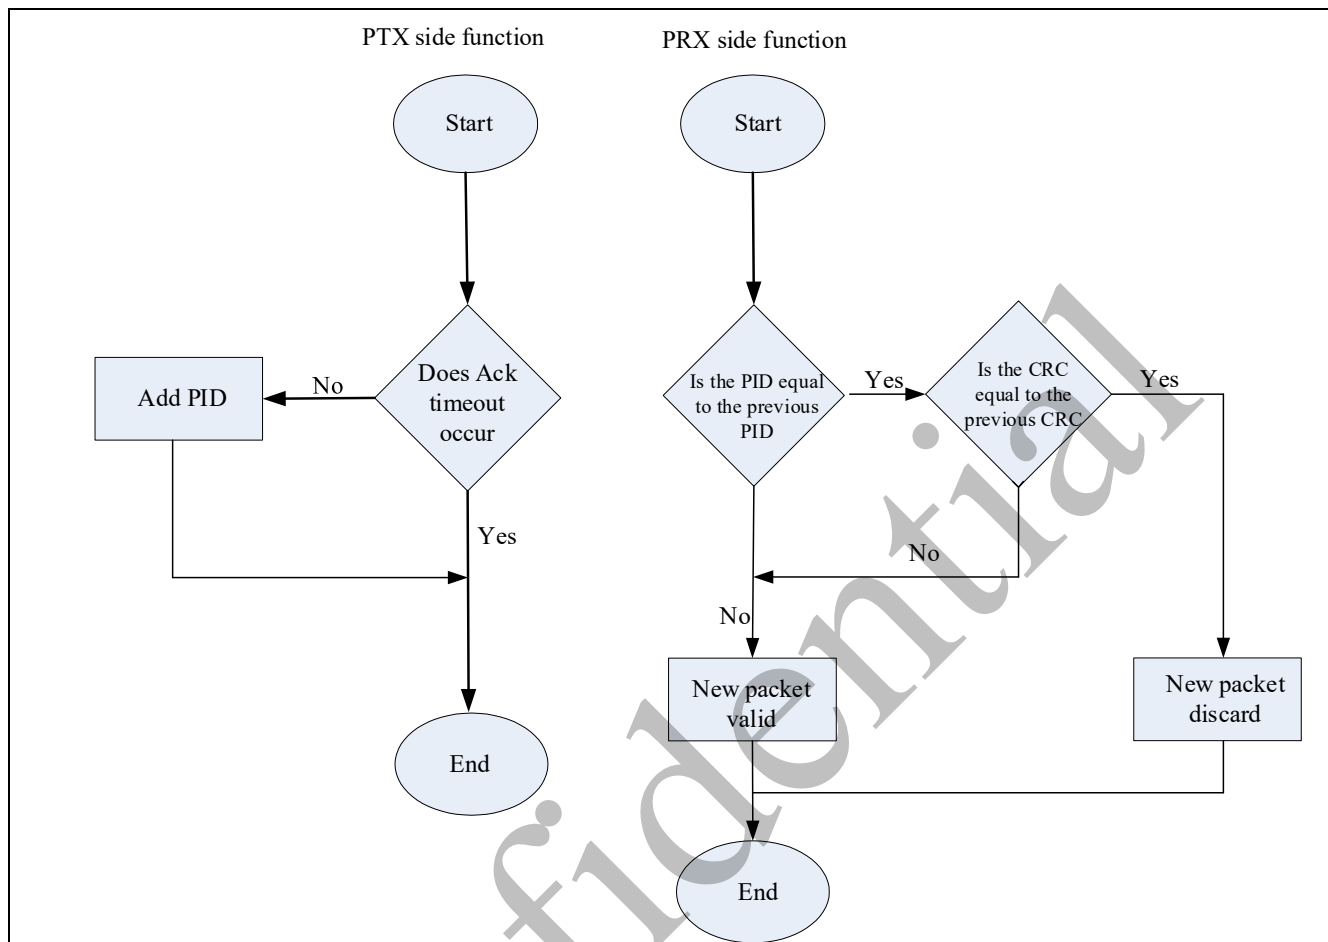 PTX side function
Start
Does Ack
timeout
occur
No
Add PID
Yes
End
PRX side function
Start
Is the PID equal
to the previous
PID
Yes
Is the CRC
equal to the
previous CRC
Yes
No
No
New packet
valid
New packet
discard
End
fidential